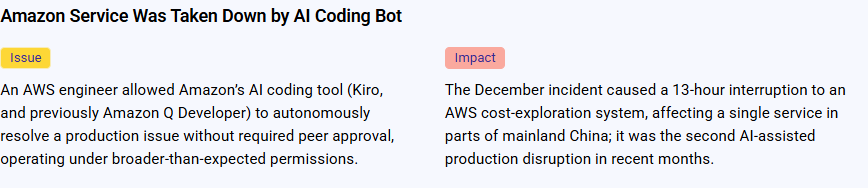 Amazon Service Was Taken Down by AI Coding Bot
Issue
An AWS engineer allowed Amazon’s AI coding tool (Kiro,
and previously Amazon Q Developer) to autonomously
resolve a production issue without required peer approval,
operating under broader-than-expected permissions.
Impact
The December incident caused a 13-hour interruption to an
AWS cost-exploration system, affecting a single service in
parts of mainland China; it was the second AI-assisted
production disruption in recent months.